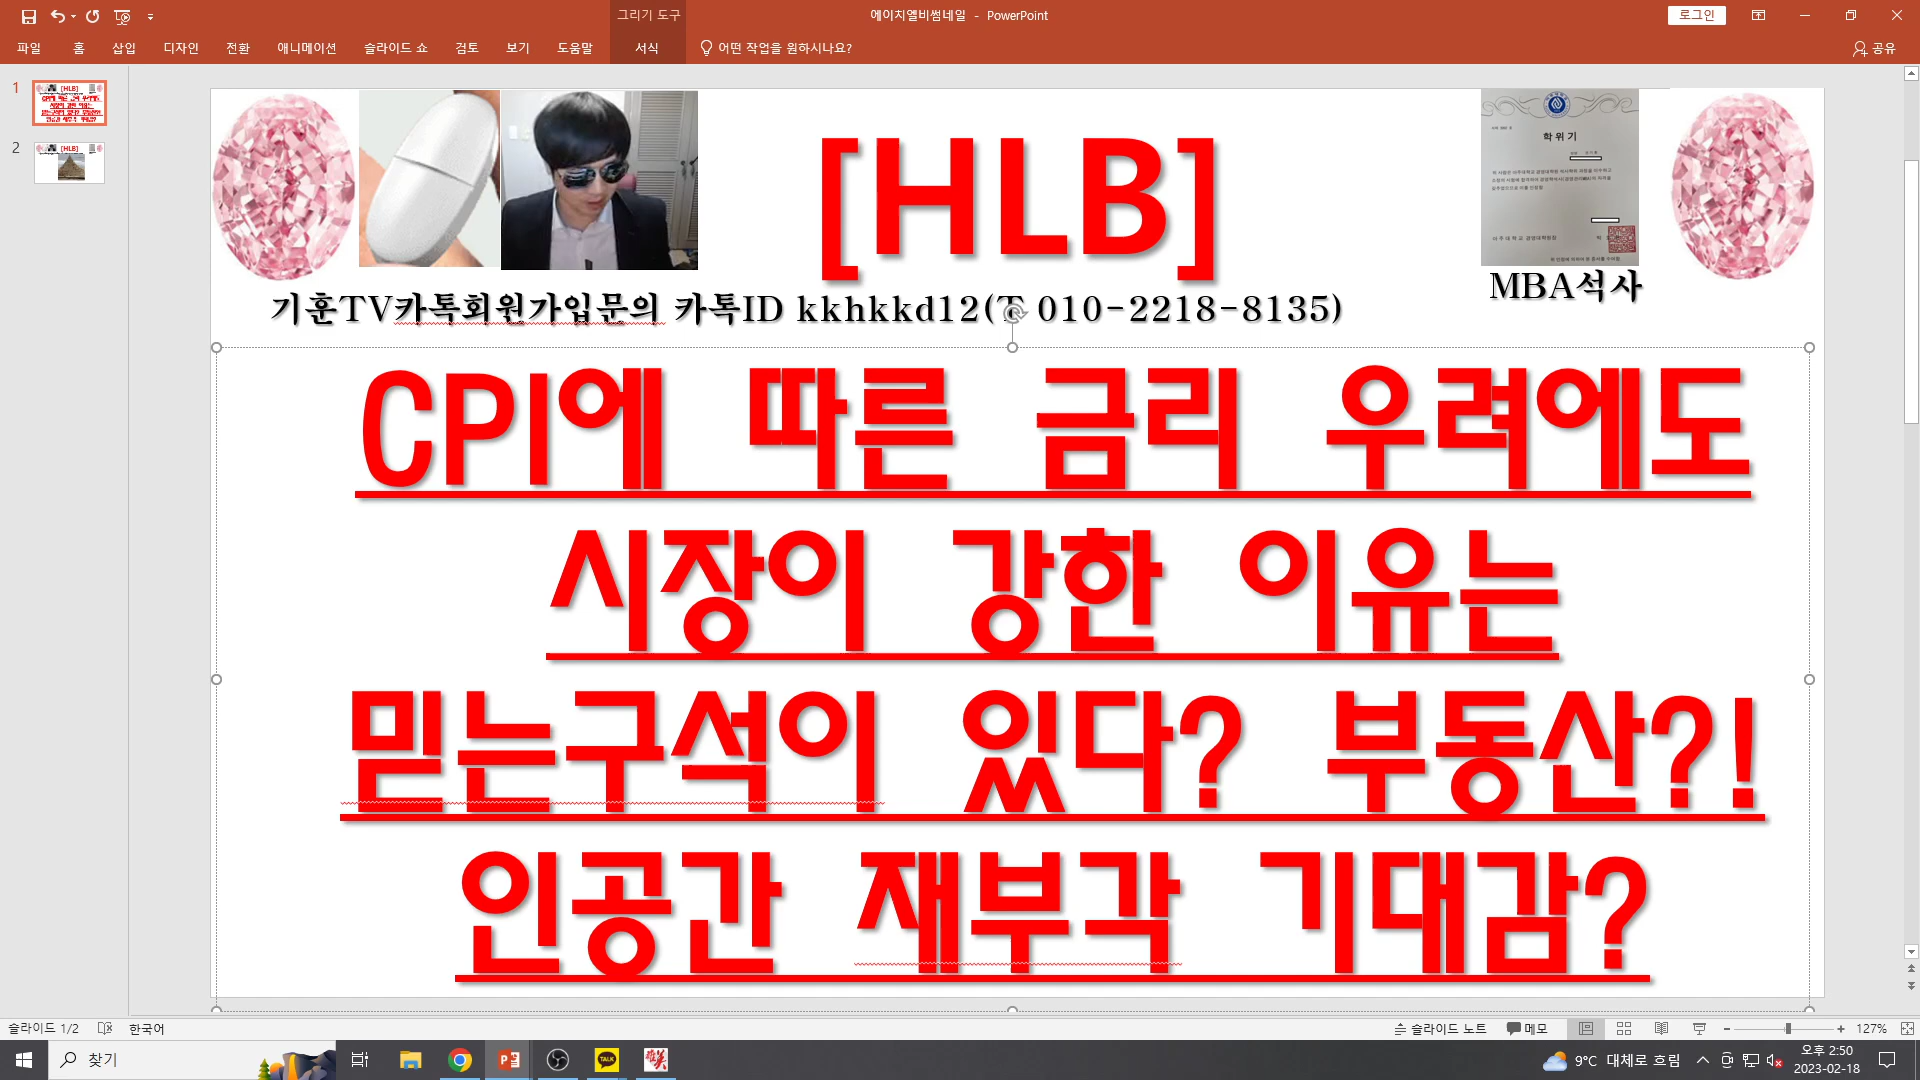 그리기 도구
에이치엘비썸네일 - PowerPoint
로그인
파일 홈 삽입 디자인 전환 애니메이션 슬라이드 쇼 검토 보기 도움말 서식 어떤 작업을 원하시나요? 공유
1
2
[HLB]
학 위 기
MBA석사
기훈TV카톡회원가입문의 카톡ID kkhkkd12(T 010-2218-8135)
CPI에 따른 금리 우려에도
시장이 강한 이유는
믿는구석이 있다? 부동산?!
인공간 재부각 기대감?
슬라이드 1/2 한국어 슬라이드 노트 메모 127%
찾기
TALK
9°C 대체로 흐림
오후 2:50
2023-02-18